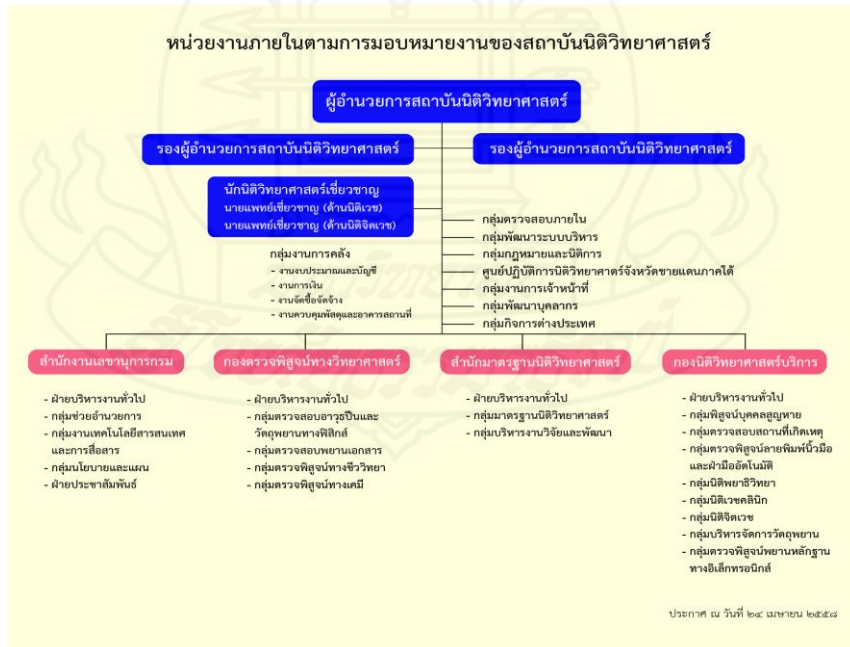 หน่วยงานภายในตามการมอบหมายงานของสถาบันนิติวิทยาศาสตร์
ผู้อำนวยการสถาบันนิติวิทยาศาสตร์
รองผู้อำนวยการสถาบันนิติวิทยาศาสตร์
รองผู้อำนวยการสถาบันนิติวิทยาศาสตร์
นักนิติวิทยาศาสตร์เชี่ยวชาญ
นายแพทย์เชี่ยวชาญ (ด้านนิติเวช)
นายแพทย์เชี่ยวชาญ (ด้านนิติจิตเวช)
กลุ่มงานการคลัง
- งานงบประมาณและบัญชี
- งานการเงิน
- งานจัดซื้อจัดจ้าง
- งานควบคุมพัสดุและอาคารสถานที่
กลุ่มตรวจสอบภายใน
กลุ่มพัฒนาระบบบริหาร
กลุ่มกฎหมายและนิติการ
ศูนย์ปฏิบัติการนิติวิทยาศาตร์จังหวัดชายแดนภาคใต้
กลุ่มงานการเจ้าหน้าที่
กลุ่มพัฒนาบุคลากร
กลุ่มกิจการต่างประเทศ
สำนักงานเลขานุการกรม
- ฝ่ายบริหารงานทั่วไป
- กลุ่มช่วยอำนวยการ
- กลุ่มงานเทคโนโลยีสารสนเทศ
และการสื่อสาร
- กลุ่มนโยบายและแผน
- ฝ่ายประชาสัมพันธ์
กองตรวจพิสูจน์ทางวิทยาศาสตร์
- ฝ่ายบริหารงานทั่วไป
- กลุ่มตรวจสอบอาวุธปืนและ
วัตถุพยานทางฟิสิกส์
- กลุ่มตรวจสอบพยานเอกสาร
- กลุ่มตรวจพิสูจน์ทางชีววิทยา
- กลุ่มตรวจพิสูจน์ทางเคมี
สำนักมาตรฐานนิติวิทยาศาสตร์
- ฝ่ายบริหารงานทั่วไป
- กลุ่มมาตรฐานนิติวิทยาศาสตร์
- กลุ่มบริหารงานวิจัยและพัฒนา
กองนิติวิทยาศาสตร์บริการ
- ฝ่ายบริหารงานทั่วไป
- กลุ่มพิสูจน์บุคคลสูญหาย
- กลุ่มตรวจสอบสถานที่เกิดเหตุ
- กลุ่มตรวจพิสูจน์ลายพิมพ์นิ้วมือ
และฝ่ามืออัตโนมัติ
- กลุ่มนิติพยาธิวิทยา
- กลุ่มนิติเวชคลินิก
- กลุ่มนิติจิตเวช
- กลุ่มบริหารจัดการวัตถุพยาน
- กลุ่มตรวจพิสูจน์พยานหลักฐาน
ทางอิเล็กทรอนิกส์
ประกาศ ณ วันที่ ๒๔ เมษายน ๒๕๕๘